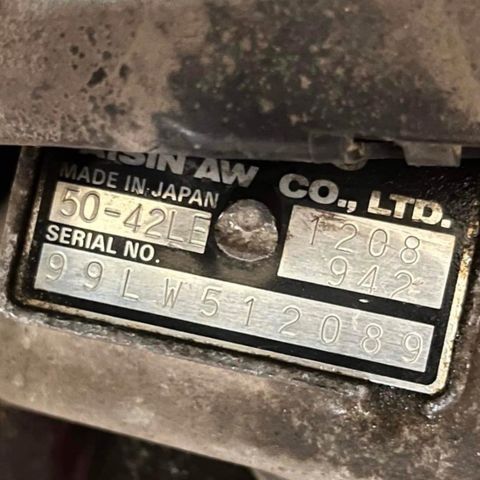 AISIN AW CO., LTD.
MADE IN JAPAN
50-42LE
1208
942
SERIAL NO.
99LW512089